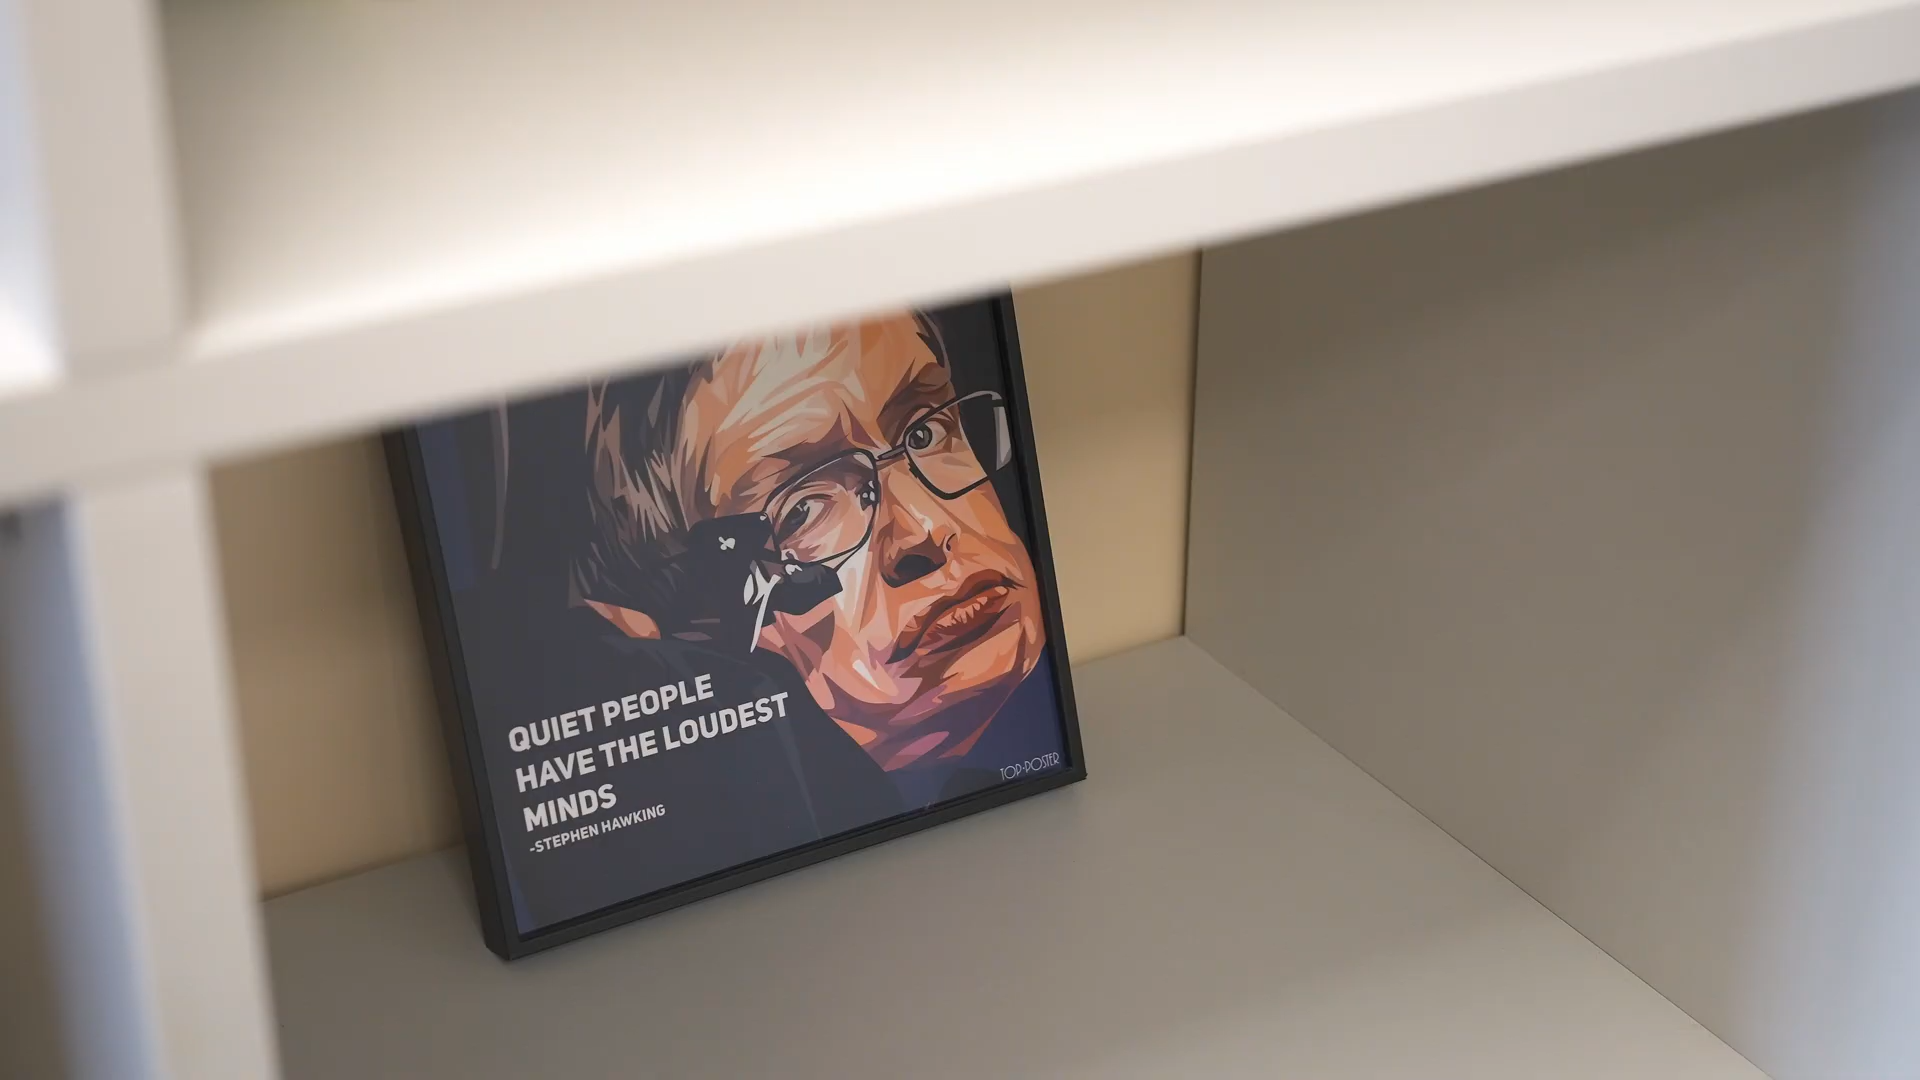 QUIET PEOPLE
HAVE THE LOUDEST
MINDS
-STEPHEN HAWKING
TOP-POSTER